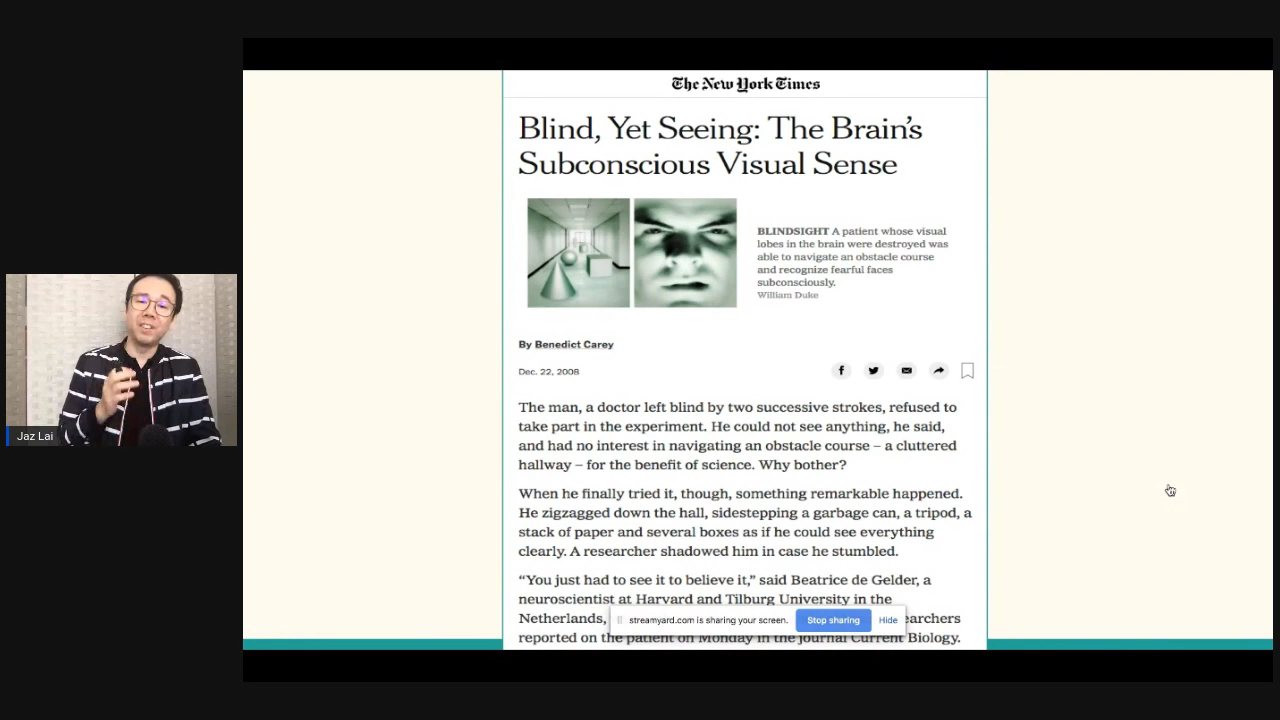 The New York Times
Blind, Yet Seeing: The Brain's
Subconscious Visual Sense
BLINDSIGHT A patient whose visual
lobes in the brain were destroyed was
able to navigate an obstacle course
and recognize fearful faces
subconsciously.
William Duke
By Benedict Carey
Dec. 22, 2008
The man, a doctor left blind by two successive strokes, refused to
take part in the experiment. He could not see anything, he said,
and had no interest in navigating an obstacle course – a cluttered
hallway – for the benefit of science. Why bother?
When he finally tried it, though, something remarkable happened.
He zigzagged down the hall, sidestepping a garbage can, a tripod, a
stack of paper and several boxes as if he could see everything
clearly. A researcher shadowed him in case he stumbled.
“You just had to see it to believe it,” said Beatrice de Gelder, a
neuroscientist at Harvard and Tilburg University in the
Netherlands,
reported on the patient on Monday in the journal Current Biology.
streamyard.com is sharing your screen.
Stop sharing
Hide
Jaz Lai